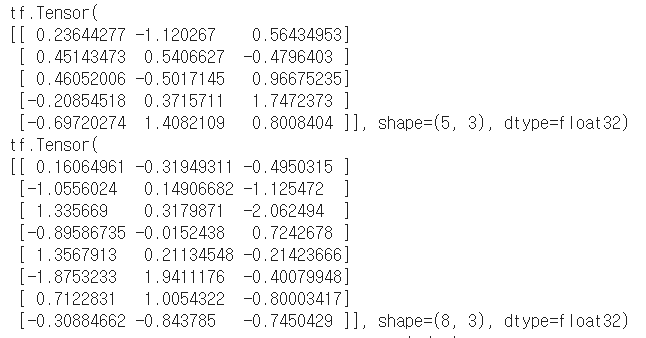 tf.Tensor(
[[ 0.23644277 -1.120267 0.56434953]
[ 0.45143473 0.5406627 -0.4796403 ]
[ 0.46052006 -0.5017145 0.96675235]
[-0.20854518 0.3715711 1.7472373 ]
[-0.69720274 1.4082109 0.8008404 ]], shape=(5, 3), dtype=float32)
tf.Tensor(
[[ 0.16064961 -0.31949311 -0.4950315 ]
[-1.0556024 0.14906682 -1.125472 ]
[ 1.335669 0.3179871 -2.062494 ]
[-0.89586735 -0.0152438 0.7242678 ]
[ 1.3567913 0.21134548 -0.21423666]
[-1.8753233 1.9411176 -0.40079948]
[ 0.7122831 1.0054322 -0.80003417]
[-0.30884662 -0.843785 -0.7450429 ]], shape=(8, 3), dtype=float32)